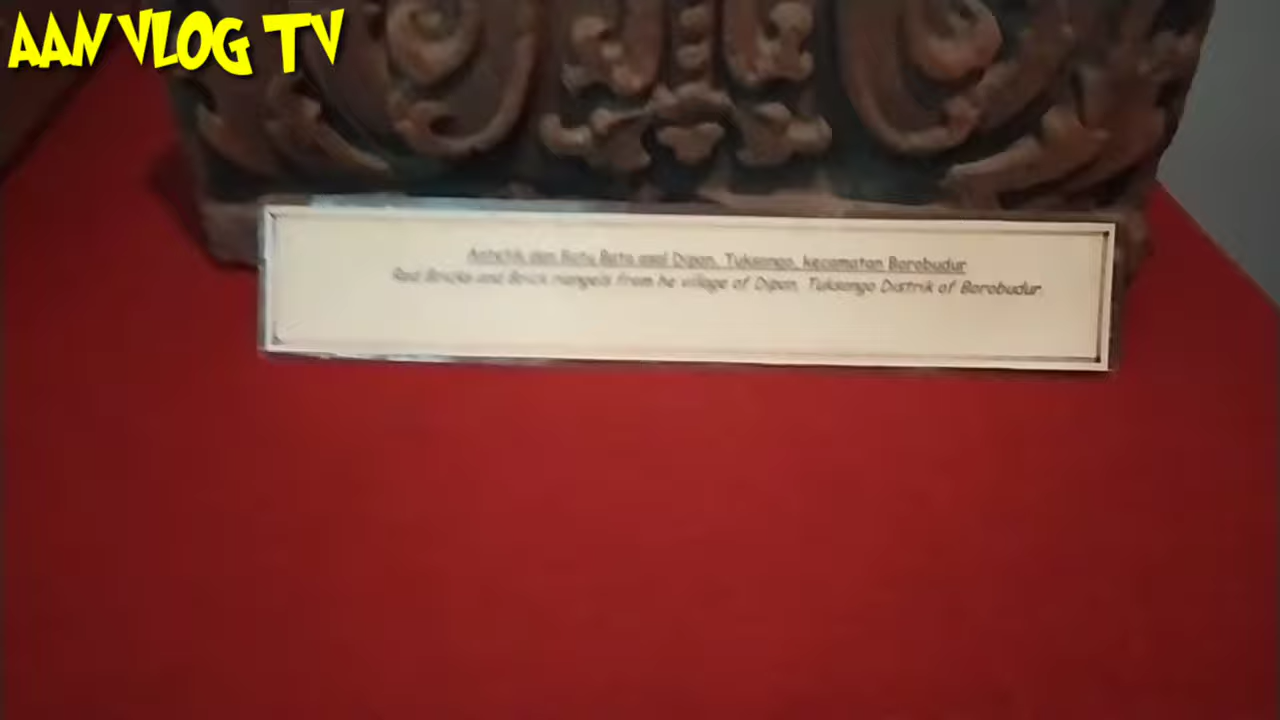 AAN VLOG TV
Antefik dan Batu Bata asal Dipan, Tuksongo, kecamatan Borobudur
Red Bricks and Brick from he village of Dipan, Tuksongo Distrik of Borobudur.